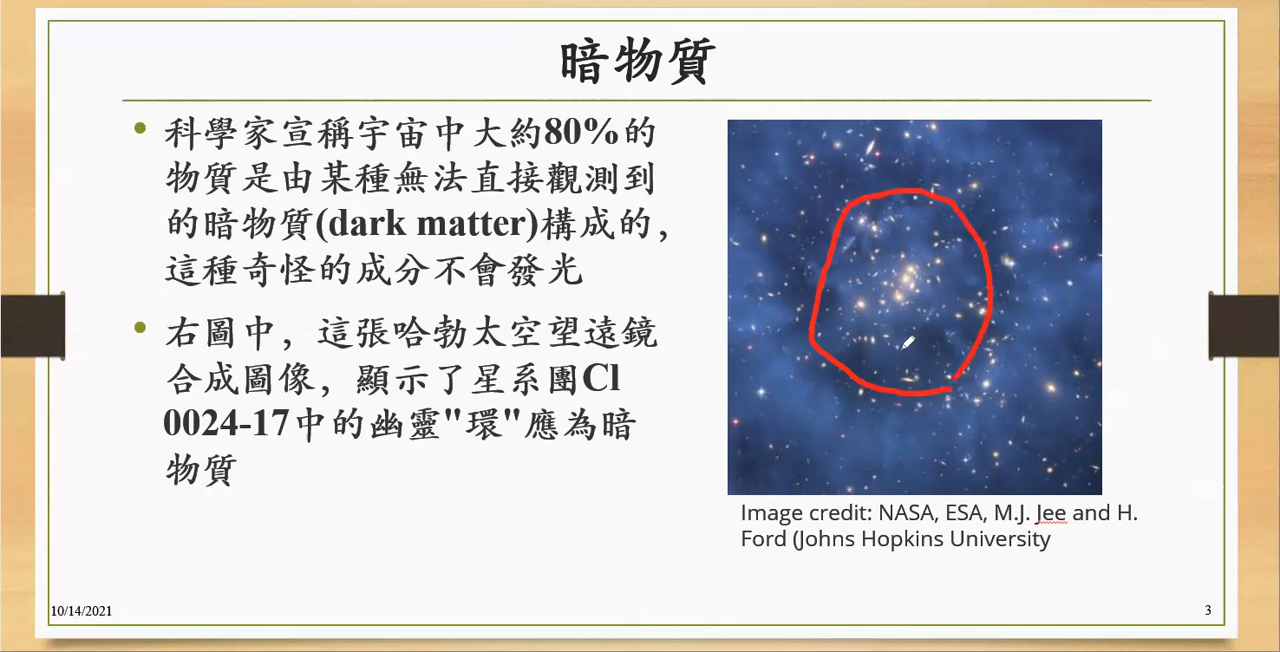 暗物質
科學家宣稱宇宙中大約80%的
物質是由某種無法直接觀測到
的暗物質(dark matter)構成的，
這種奇怪的成分不會發光
右圖中，這張哈勃太空望遠鏡
合成圖像，顯示了星系團Cl
0024-17中的幽靈"環"應為暗
物質
Image credit: NASA, ESA, M.J. Jee and H.
Ford (Johns Hopkins University
10/14/2021
3